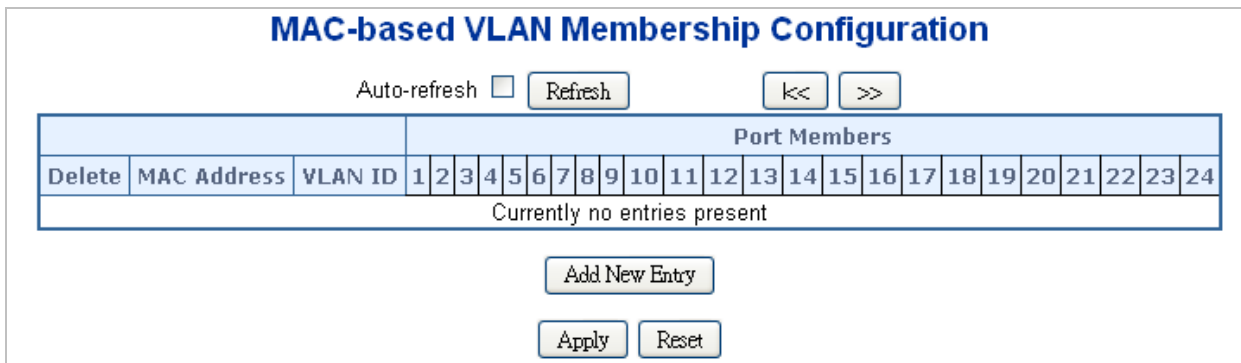 MAC-based VLAN Membership Configuration
Auto-refresh Refresh |<< >>
Port Members
Delete MAC Address VLAN ID 1 2 3 4 5 6 7 8 9 10 11 12 13 14 15 16 17 18 19 20 21 22 23 24
Currently no entries present
Add New Entry
Apply Reset